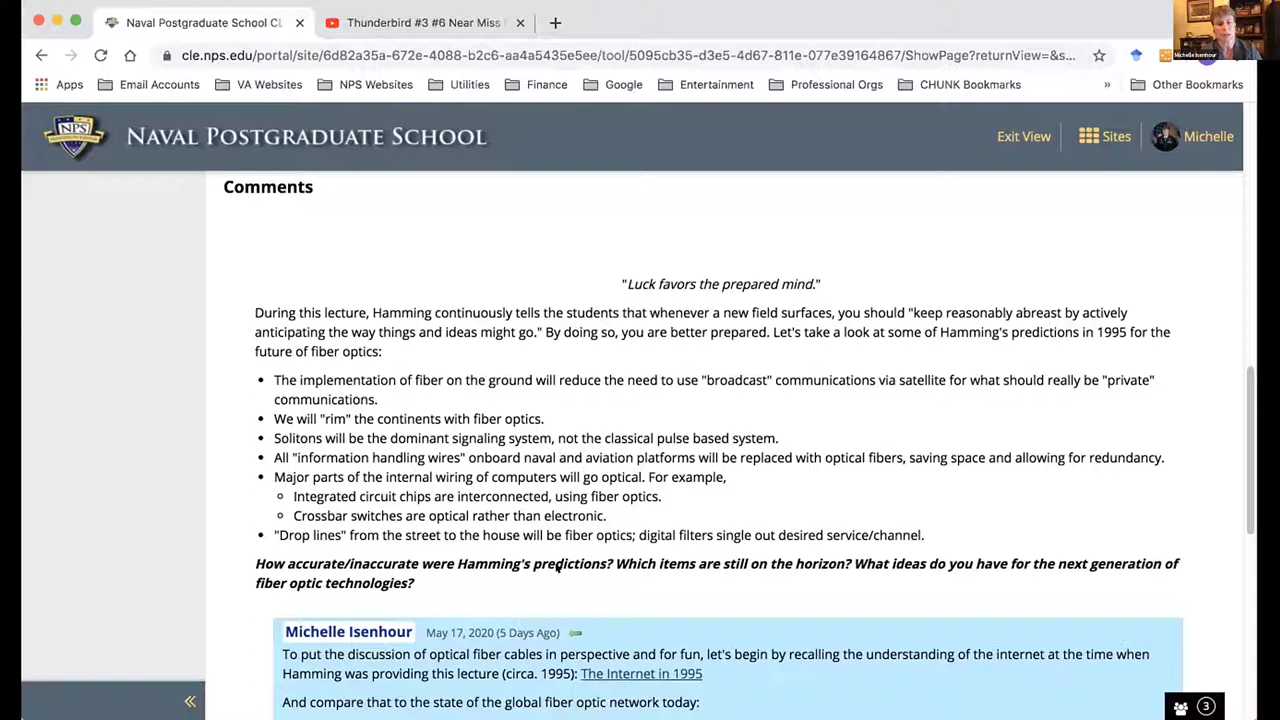 Naval Postgraduate School CL
Thunderbird #3 #6 Near Miss
cle.nps.edu/portal/site/6d82a35a-672e-4088-b2ae-a4a5435e5ee/tool/5095cb35-d3e5-4d67-811e-077e39164867/ShowPage?returnView=&s...
Michelle Isenhour
Apps Email Accounts VA Websites NPS Websites Utilities Finance Google Entertainment Professional Orgs CHUNK Bookmarks » Other Bookmarks
NPS NAVAL POSTGRADUATE SCHOOL Exit View Sites Michelle
Comments
"Luck favors the prepared mind."
During this lecture, Hamming continuously tells the students that whenever a new field surfaces, you should "keep reasonably abreast by actively
anticipating the way things and ideas might go." By doing so, you are better prepared. Let's take a look at some of Hamming's predictions in 1995 for the
future of fiber optics:
• The implementation of fiber on the ground will reduce the need to use "broadcast" communications via satellite for what should really be "private"
communications.
• We will "rim" the continents with fiber optics.
• Solitons will be the dominant signaling system, not the classical pulse based system.
• All "information handling wires" onboard naval and aviation platforms will be replaced with optical fibers, saving space and allowing for redundancy.
• Major parts of the internal wiring of computers will go optical. For example,
◦ Integrated circuit chips are interconnected, using fiber optics.
◦ Crossbar switches are optical rather than electronic.
• "Drop lines" from the street to the house will be fiber optics; digital filters single out desired service/channel.
How accurate/inaccurate were Hamming's predictions? Which items are still on the horizon? What ideas do you have for the next generation of
fiber optic technologies?
Michelle Isenhour May 17, 2020 (5 Days Ago)
To put the discussion of optical fiber cables in perspective and for fun, let's begin by recalling the understanding of the internet at the time when
Hamming was providing this lecture (circa. 1995): The Internet in 1995
And compare that to the state of the global fiber optic network today:
«
3